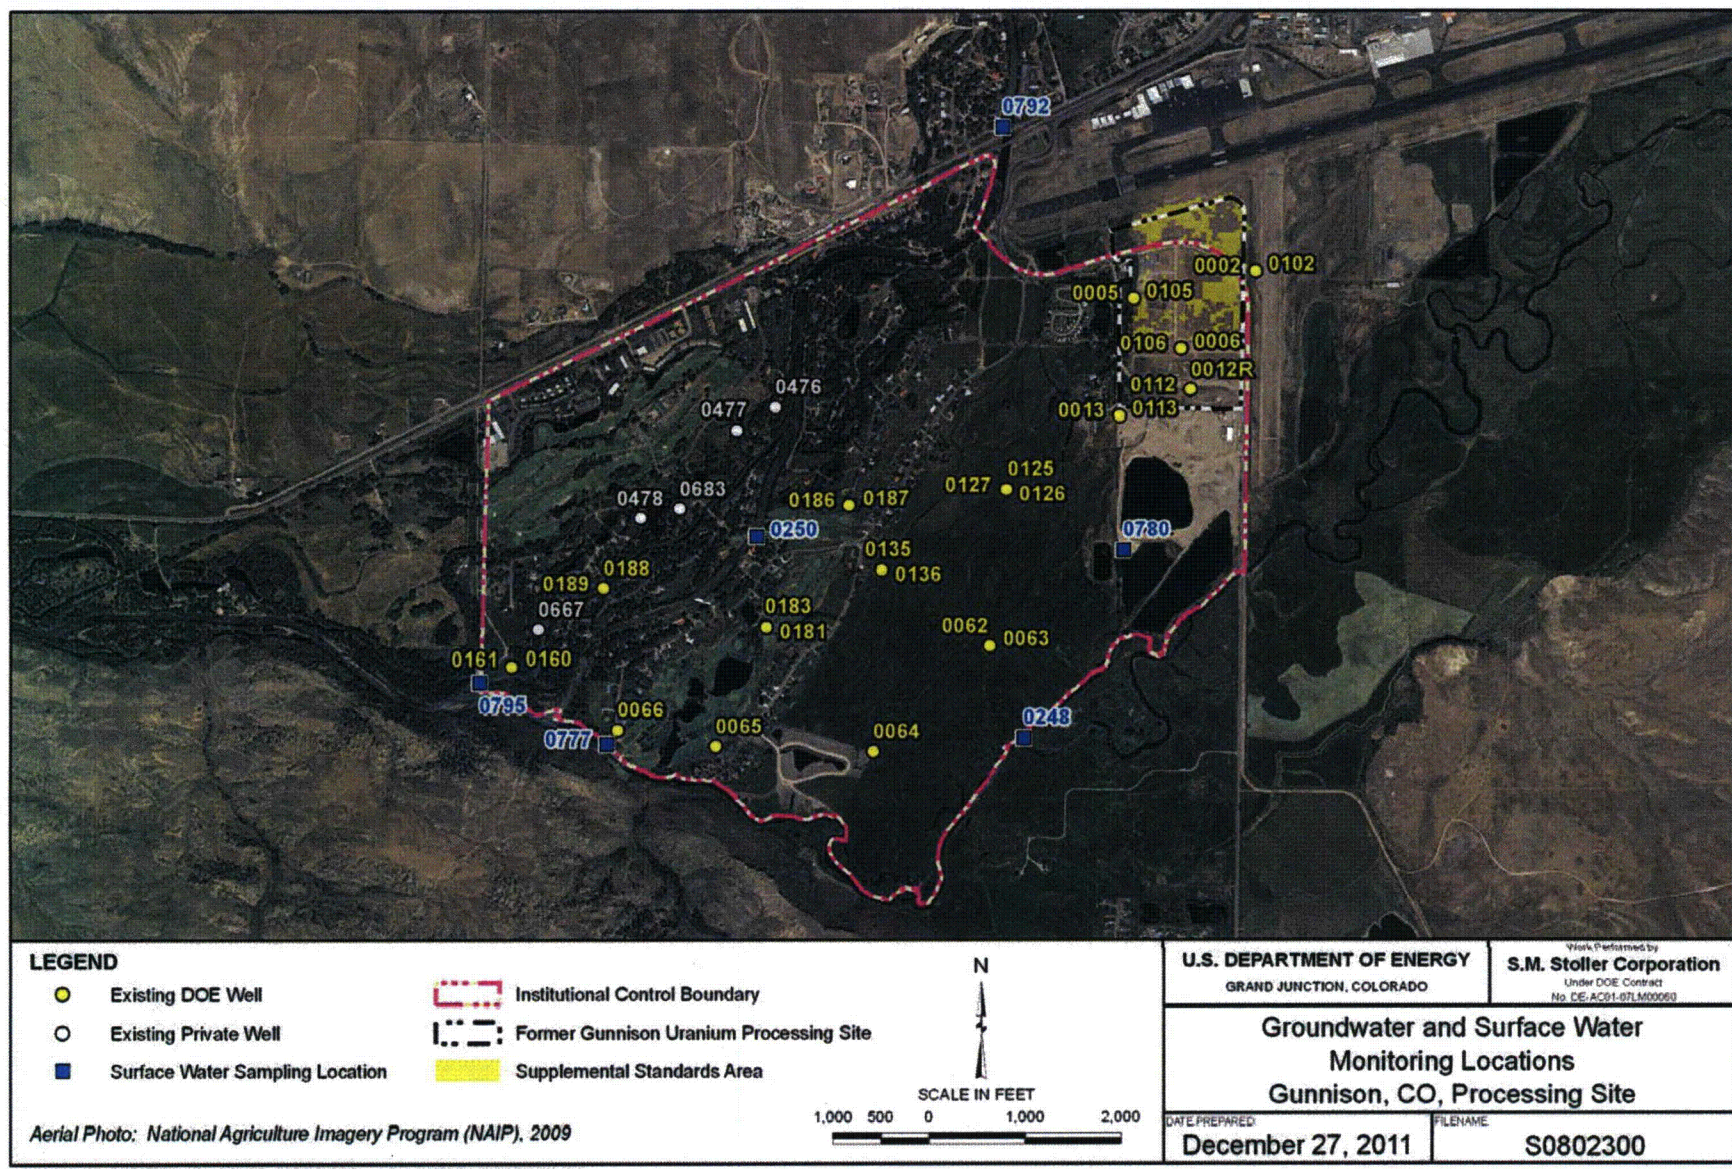 0792
0002 0102
0005 0105
0106 0006
0012R
0112
0013 0113
0476
0477
0125
0127 0126
0683
0478
0186 0187
0250
0780
0135
0136
0188
0189
0667
0183
0181
0062 0063
0161 0160
0795
0066
0777
0065
0064
0248
LEGEND
Existing DOE Well
Existing Private Well
Surface Water Sampling Location
Institutional Control Boundary
Former Gunnison Uranium Processing Site
Supplemental Standards Area
Aerial Photo: National Agriculture Imagery Program (NAIP), 2009
N
SCALE IN FEET
1,000 500 0 1,000 2,000
U.S. DEPARTMENT OF ENERGY
GRAND JUNCTION, COLORADO
Work Performed by
S.M. Stoller Corporation
Under DOE Contract
No. DE-AC01-07LM00060
Groundwater and Surface Water
Monitoring Locations
Gunnison, CO, Processing Site
DATE PREPARED:
December 27, 2011
FILENAME:
S0802300